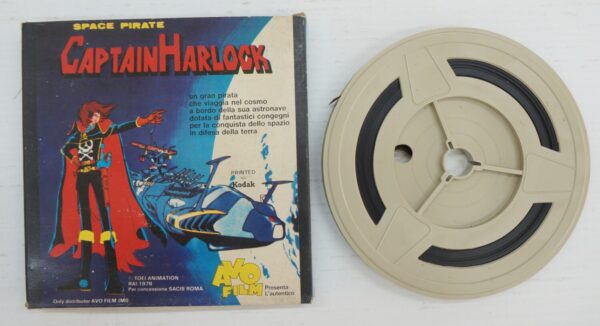 SPACE PIRATE
CAPTAIN HARLOCK
un gran pirata
che viaggia nel cosmo
a bordo della sua astronave
dotata di fantastici congegni
per la conquista dello spazio
in difesa della terra
PRINTED
Kodak
© TOEI ANIMATION
RAI 1978
Per concessione SACIS ROMA
AVO
FILM
Presenta
L'autentico
Only distributor AVO FILM (MI)